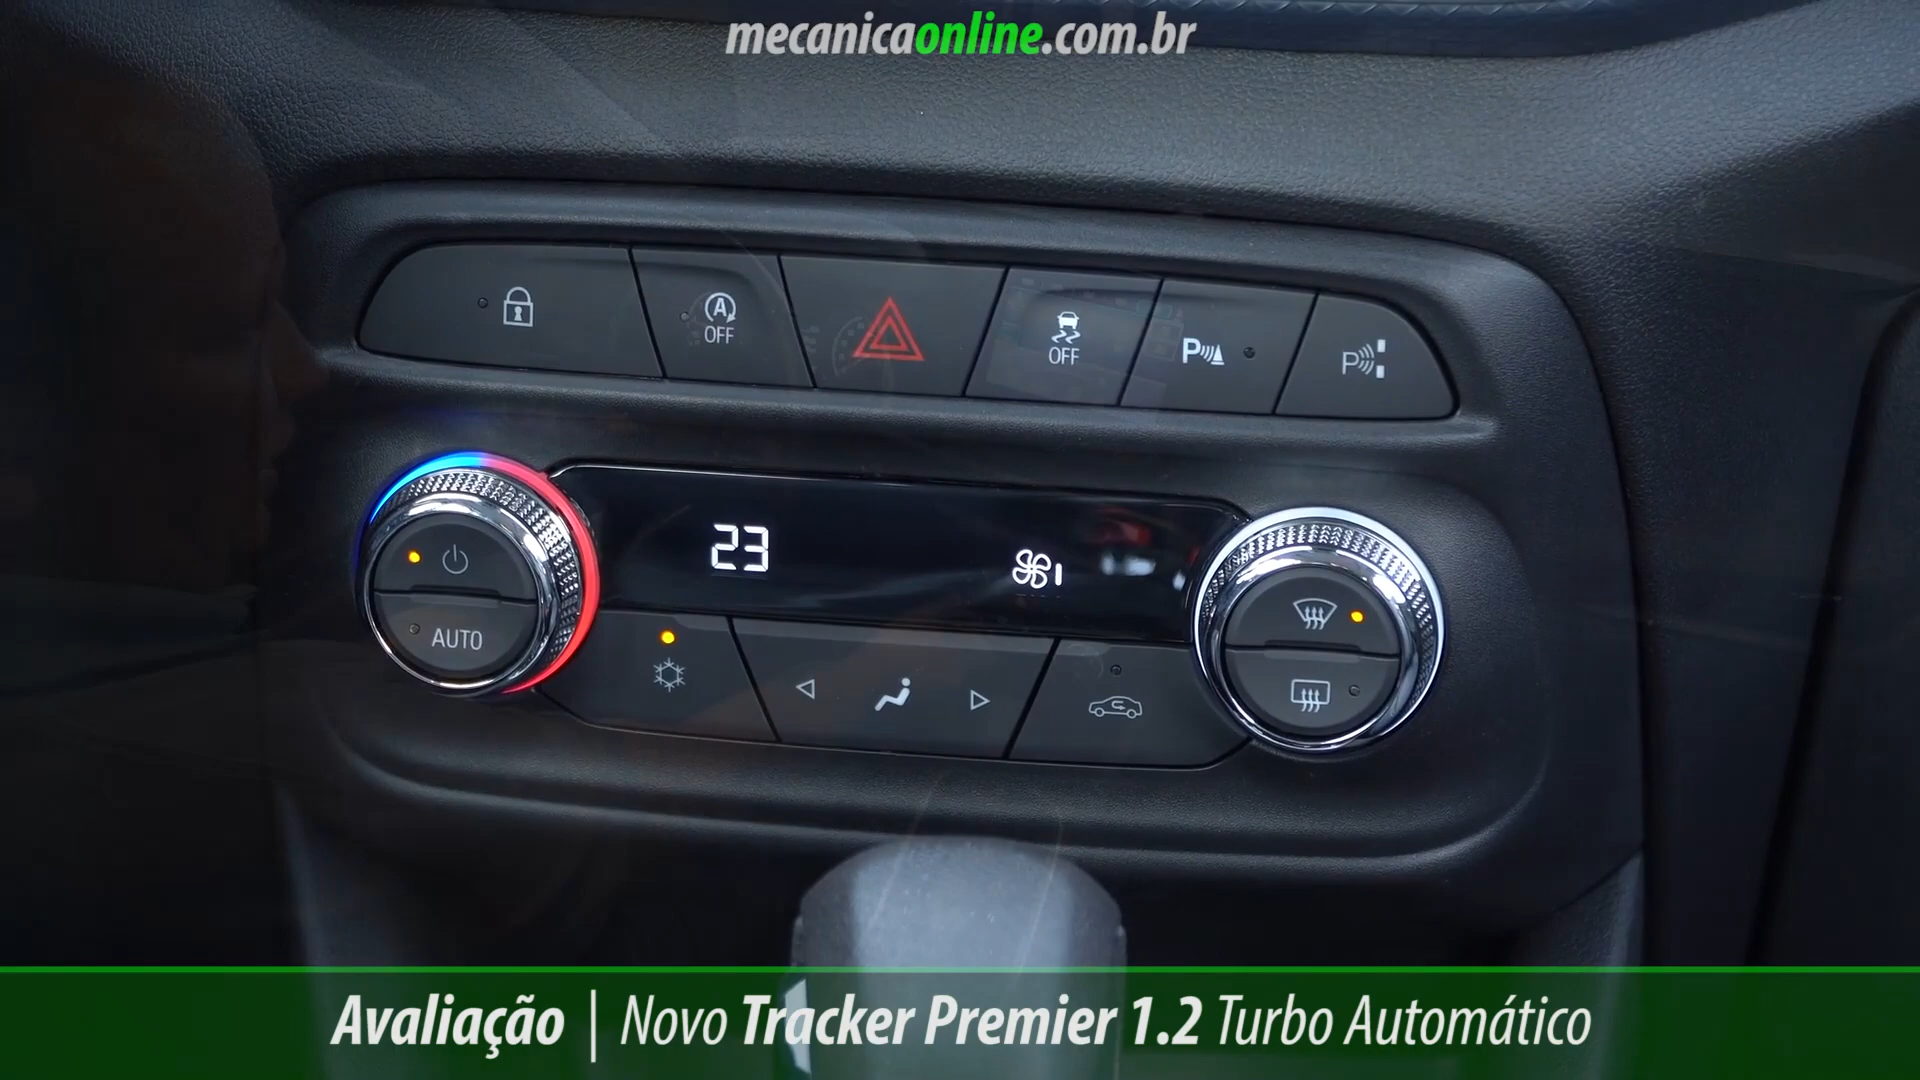 mecanicaonline.com.br
A
OFF
OFF
P
P
23
AUTO
Avaliação | Novo Tracker Premier 1.2 Turbo Automático